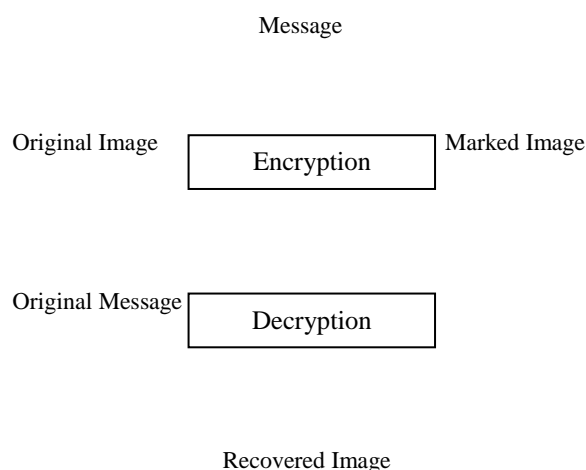 Message
Original Image
Encryption
Marked Image
Original Message
Decryption
Recovered Image